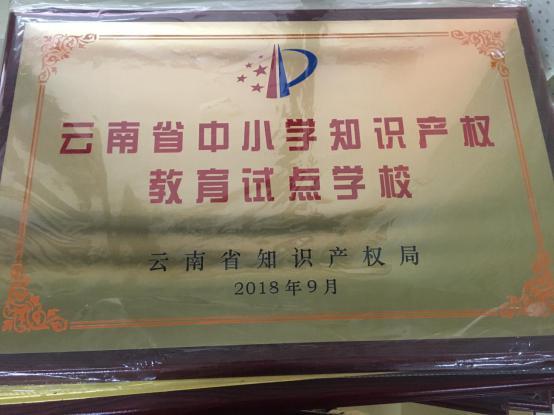 云南省中小学知识产权
教育试点学校
云南省知识产权局
2018年9月